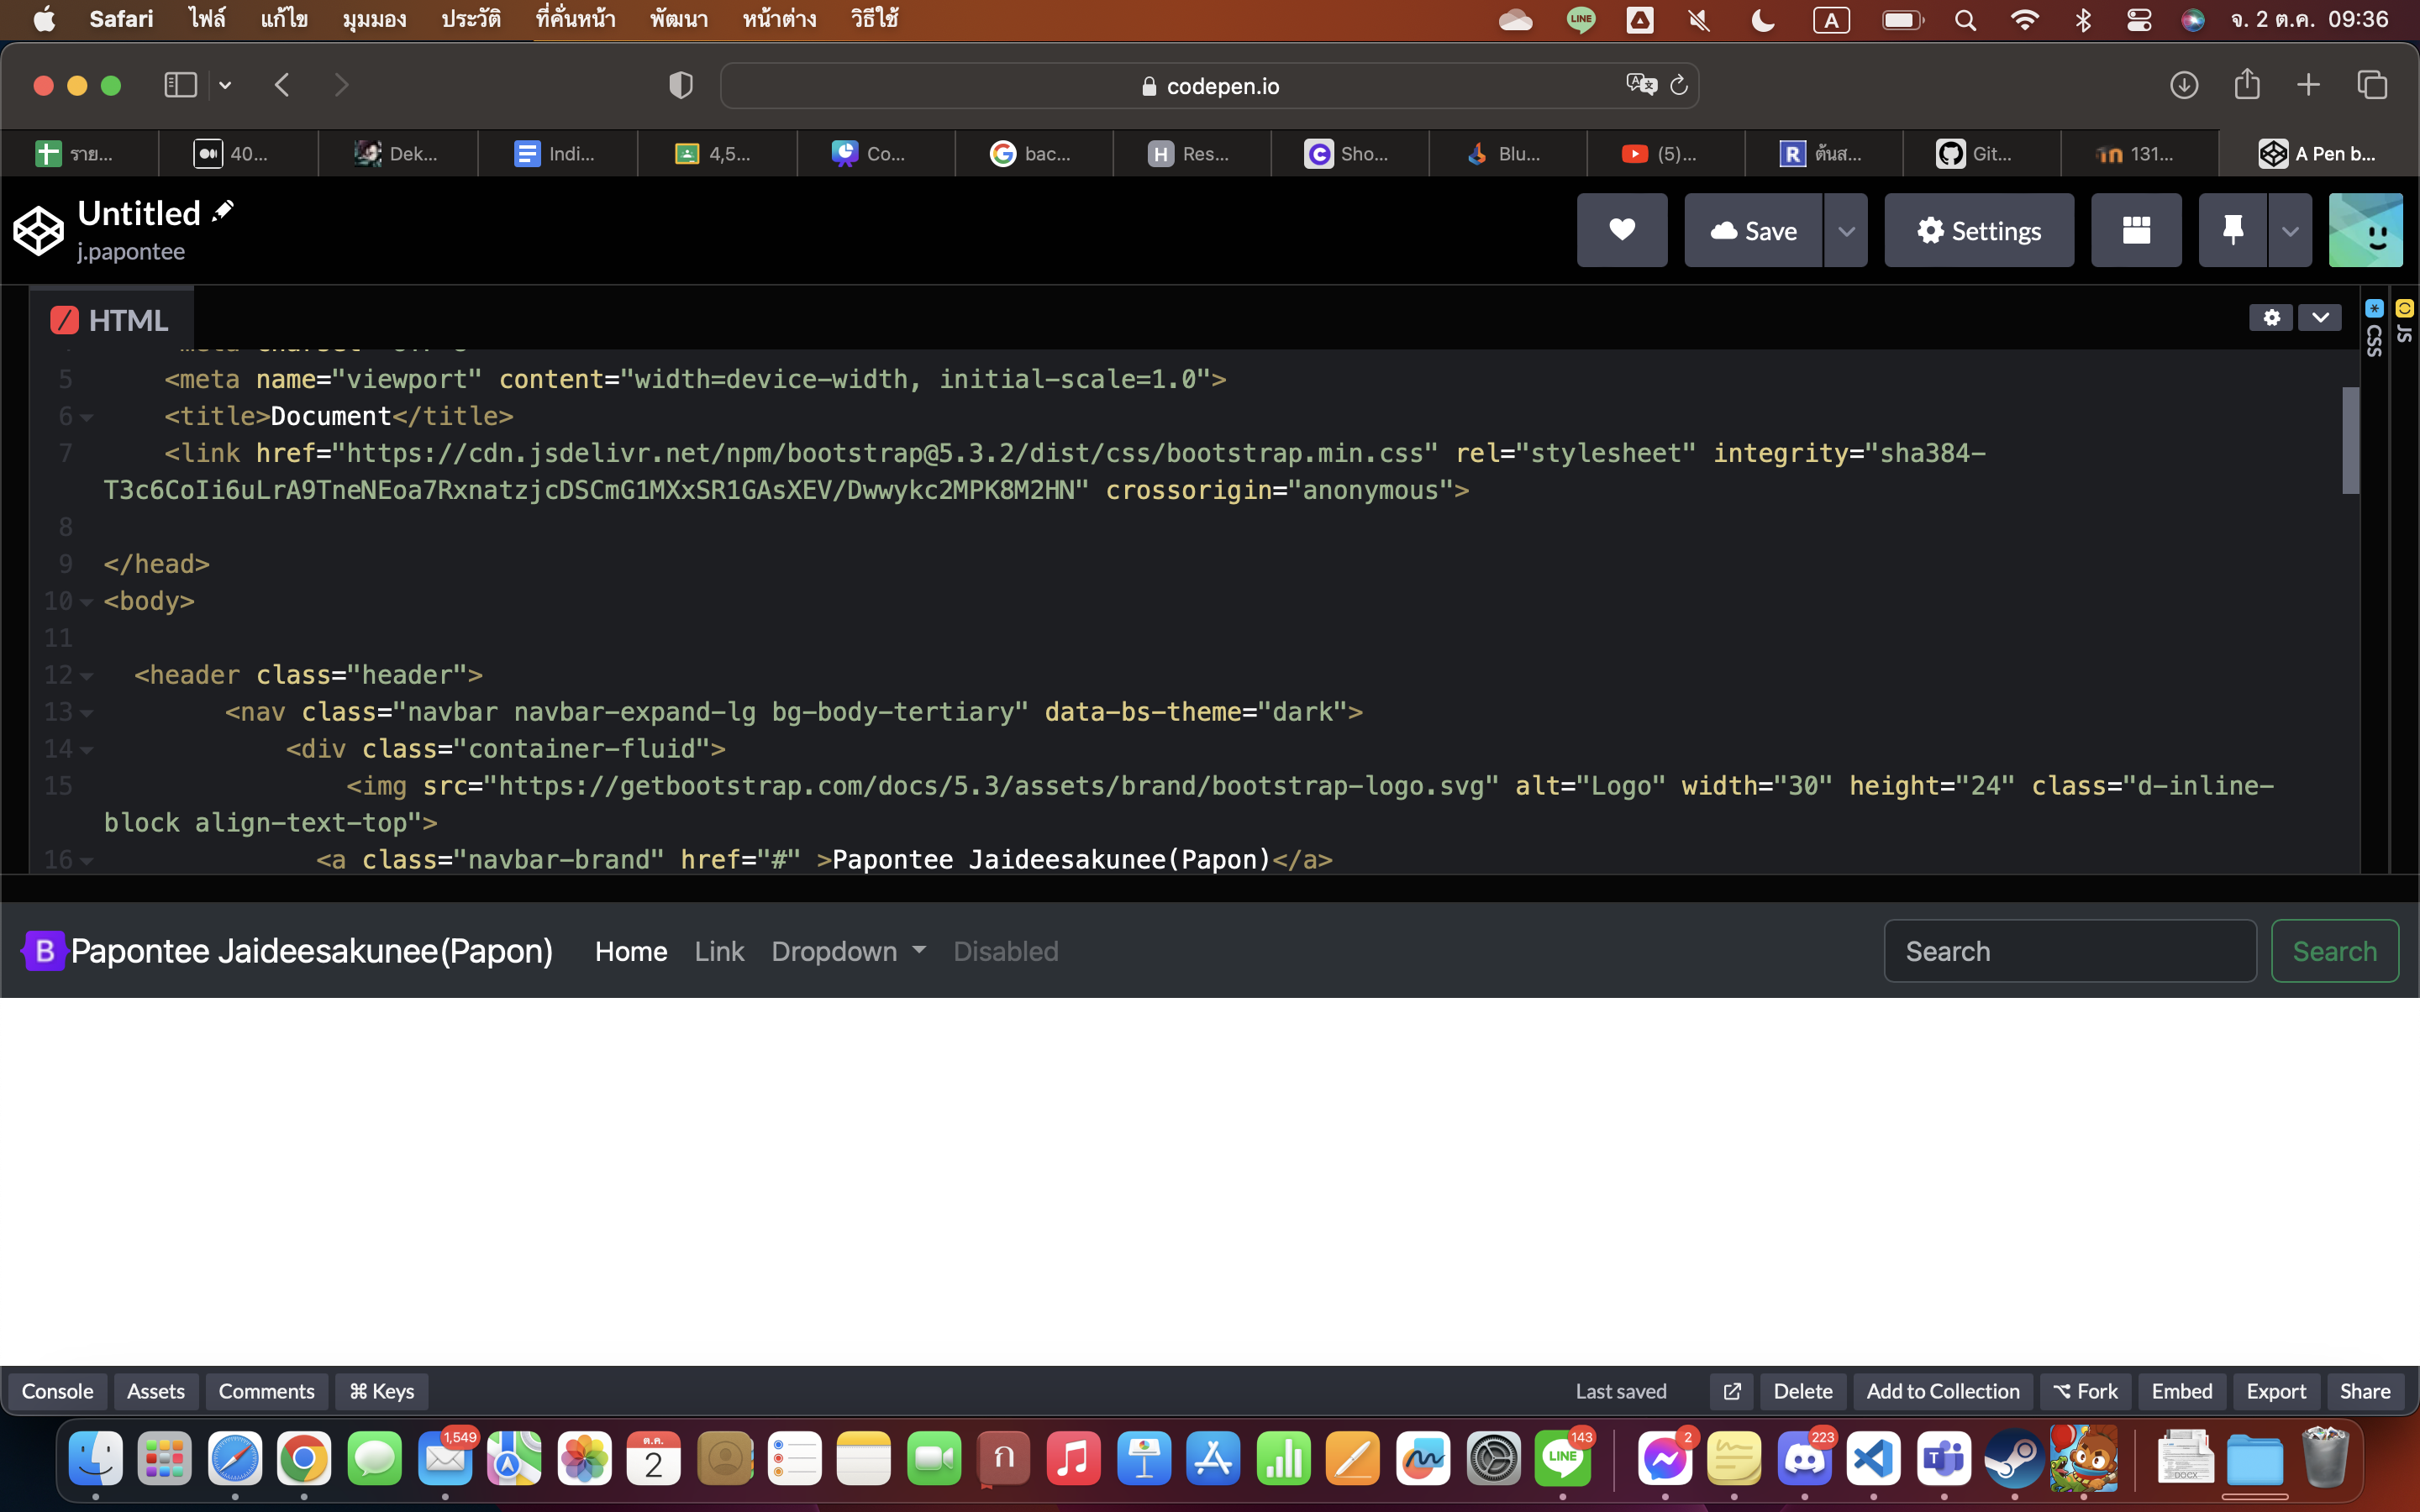 Safari ไฟล์ แก้ไข มุมมอง ประวัติ ที่คั่นหน้า พัฒนา หน้าต่าง วิธีใช้ LINE A จ. 2 ต.ค. 09:36
codepen.io
ราย... 40... Dek... Indi... 4,5... Co... bac... Res... Sho... Blu... (5)... ต้นส... Git... 131... A Pen b...
Untitled
j.papontee
Save Settings
HTML
CSS
JS
5 <meta name="viewport" content="width=device-width, initial-scale=1.0">
6 <title>Document</title>
7 <link href="https://cdn.jsdelivr.net/npm/bootstrap@5.3.2/dist/css/bootstrap.min.css" rel="stylesheet" integrity="sha384-
T3c6CoIi6uLrA9TneNEoa7RxnatzjcDSCmG1MXxSR1GAsXEV/Dwwykc2MPK8M2HN" crossorigin="anonymous">
8
9 </head>
10 <body>
11
12 <header class="header">
13 <nav class="navbar navbar-expand-lg bg-body-tertiary" data-bs-theme="dark">
14 <div class="container-fluid">
15 <img src="https://getbootstrap.com/docs/5.3/assets/brand/bootstrap-logo.svg" alt="Logo" width="30" height="24" class="d-inline-
block align-text-top">
16 <a class="navbar-brand" href="#" >Papontee Jaideesakunee(Papon)</a>
B Papontee Jaideesakunee(Papon) Home Link Dropdown Disabled Search Search
Console Assets Comments ⌘ Keys Last saved Delete Add to Collection Fork Embed Export Share
1,549 ต.ค. 2 ก LINE 143 2 223 DOCX